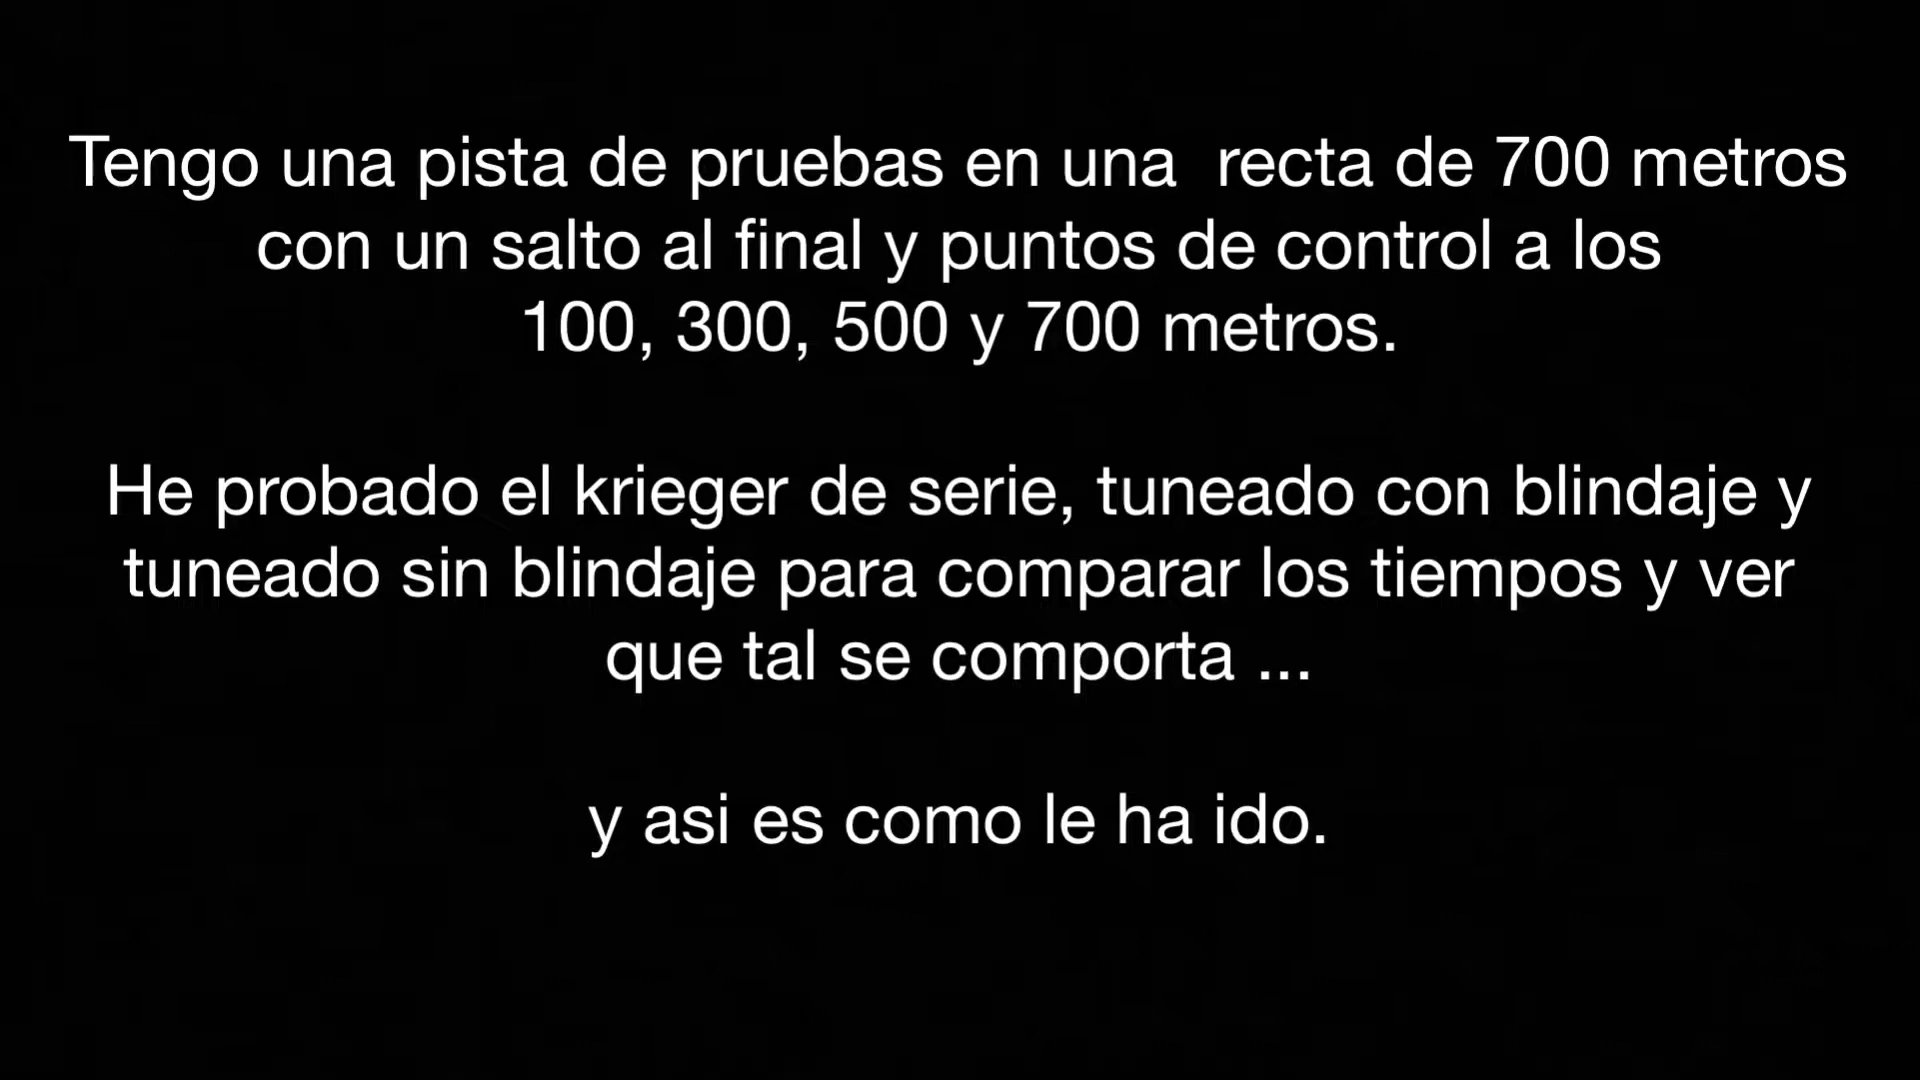 Tengo una pista de pruebas en una  recta de 700 metros
con un salto al final y puntos de control a los
100, 300, 500 y 700 metros.
He probado el krieger de serie, tuneado con blindaje y
tuneado sin blindaje para comparar los tiempos y ver
que tal se comporta ...
y asi es como le ha ido.